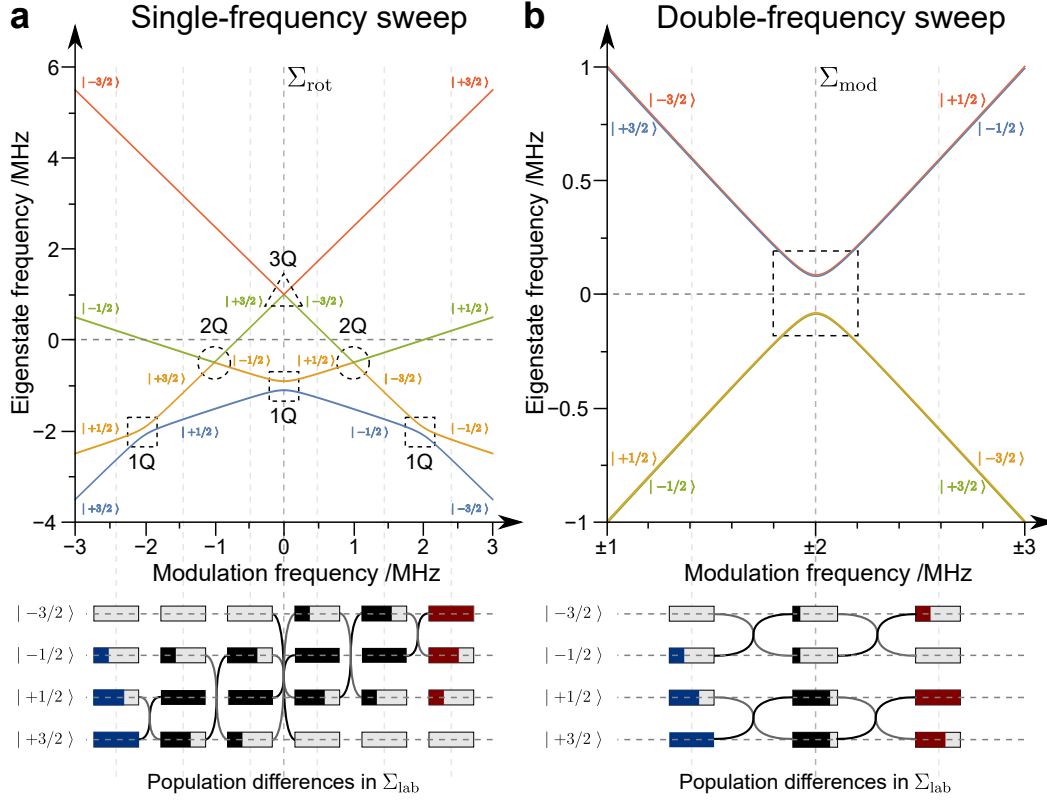 a Single-frequency sweep
b Double-frequency sweep
Eigenstate frequency /MHz
6
4
2
0
−2
−4
Σrot
| −3/2 ⟩
| +3/2 ⟩
3Q
| +3/2 ⟩
| −3/2 ⟩
| −1/2 ⟩
| +1/2 ⟩
2Q
2Q
| −1/2 ⟩
| +1/2 ⟩
| +3/2 ⟩
| −3/2 ⟩
1Q
| +1/2 ⟩
| +1/2 ⟩
| −1/2 ⟩
| −1/2 ⟩
1Q
1Q
| +3/2 ⟩
| −3/2 ⟩
−3
−2
−1
0
1
2
3
Modulation frequency /MHz
| −3/2 ⟩
| −1/2 ⟩
| +1/2 ⟩
| +3/2 ⟩
Population differences in Σlab
Eigenstate frequency /MHz
1
0.5
0
−0.5
−1
Σmod
| −3/2 ⟩
| +1/2 ⟩
| +3/2 ⟩
| −1/2 ⟩
| +1/2 ⟩
| −3/2 ⟩
| −1/2 ⟩
| +3/2 ⟩
±1
±2
±3
Modulation frequency /MHz
| −3/2 ⟩
| −1/2 ⟩
| +1/2 ⟩
| +3/2 ⟩
Population differences in Σlab